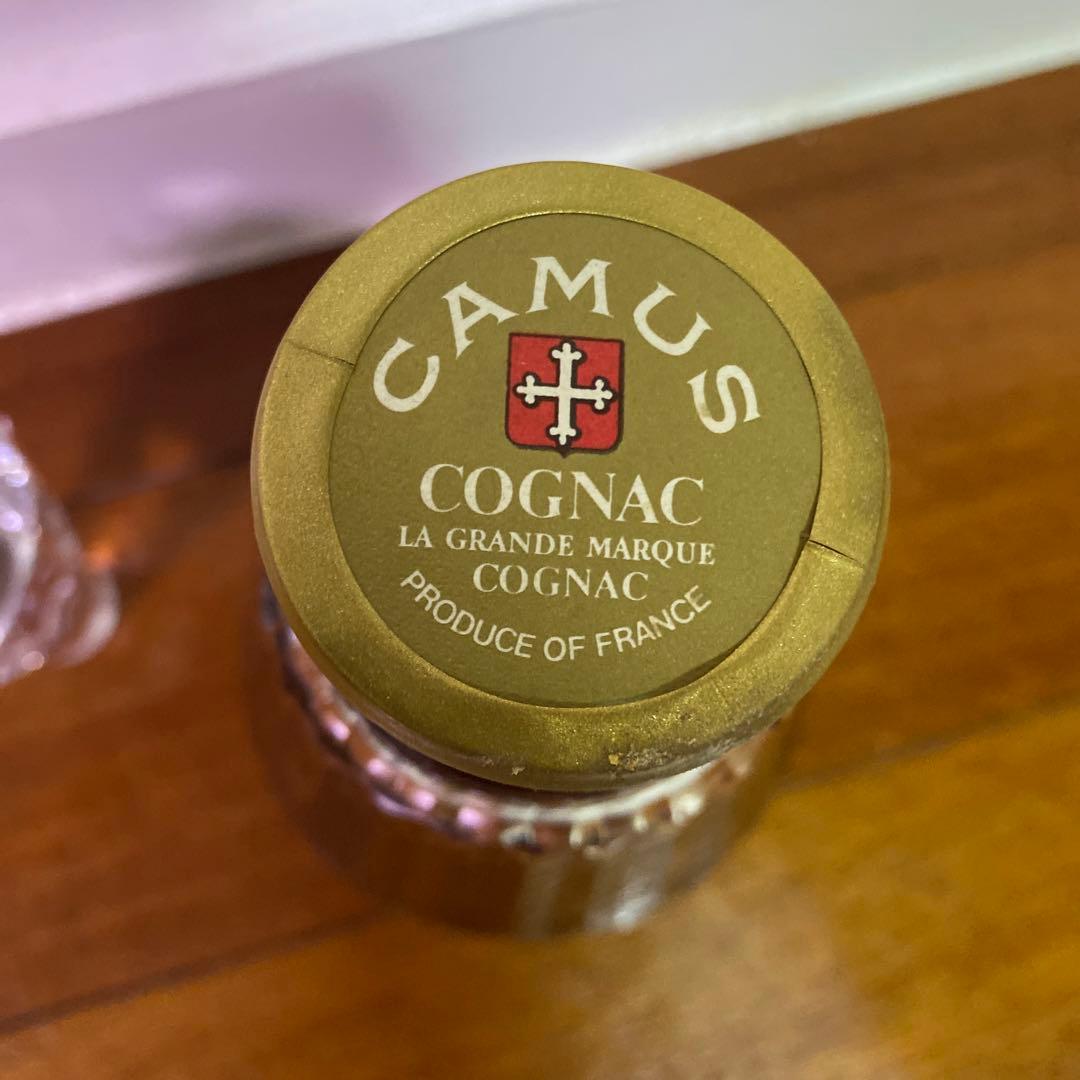 CAMUS
COGNAC
LA GRANDE MARQUE
COGNAC
PRODUCE OF FRANCE